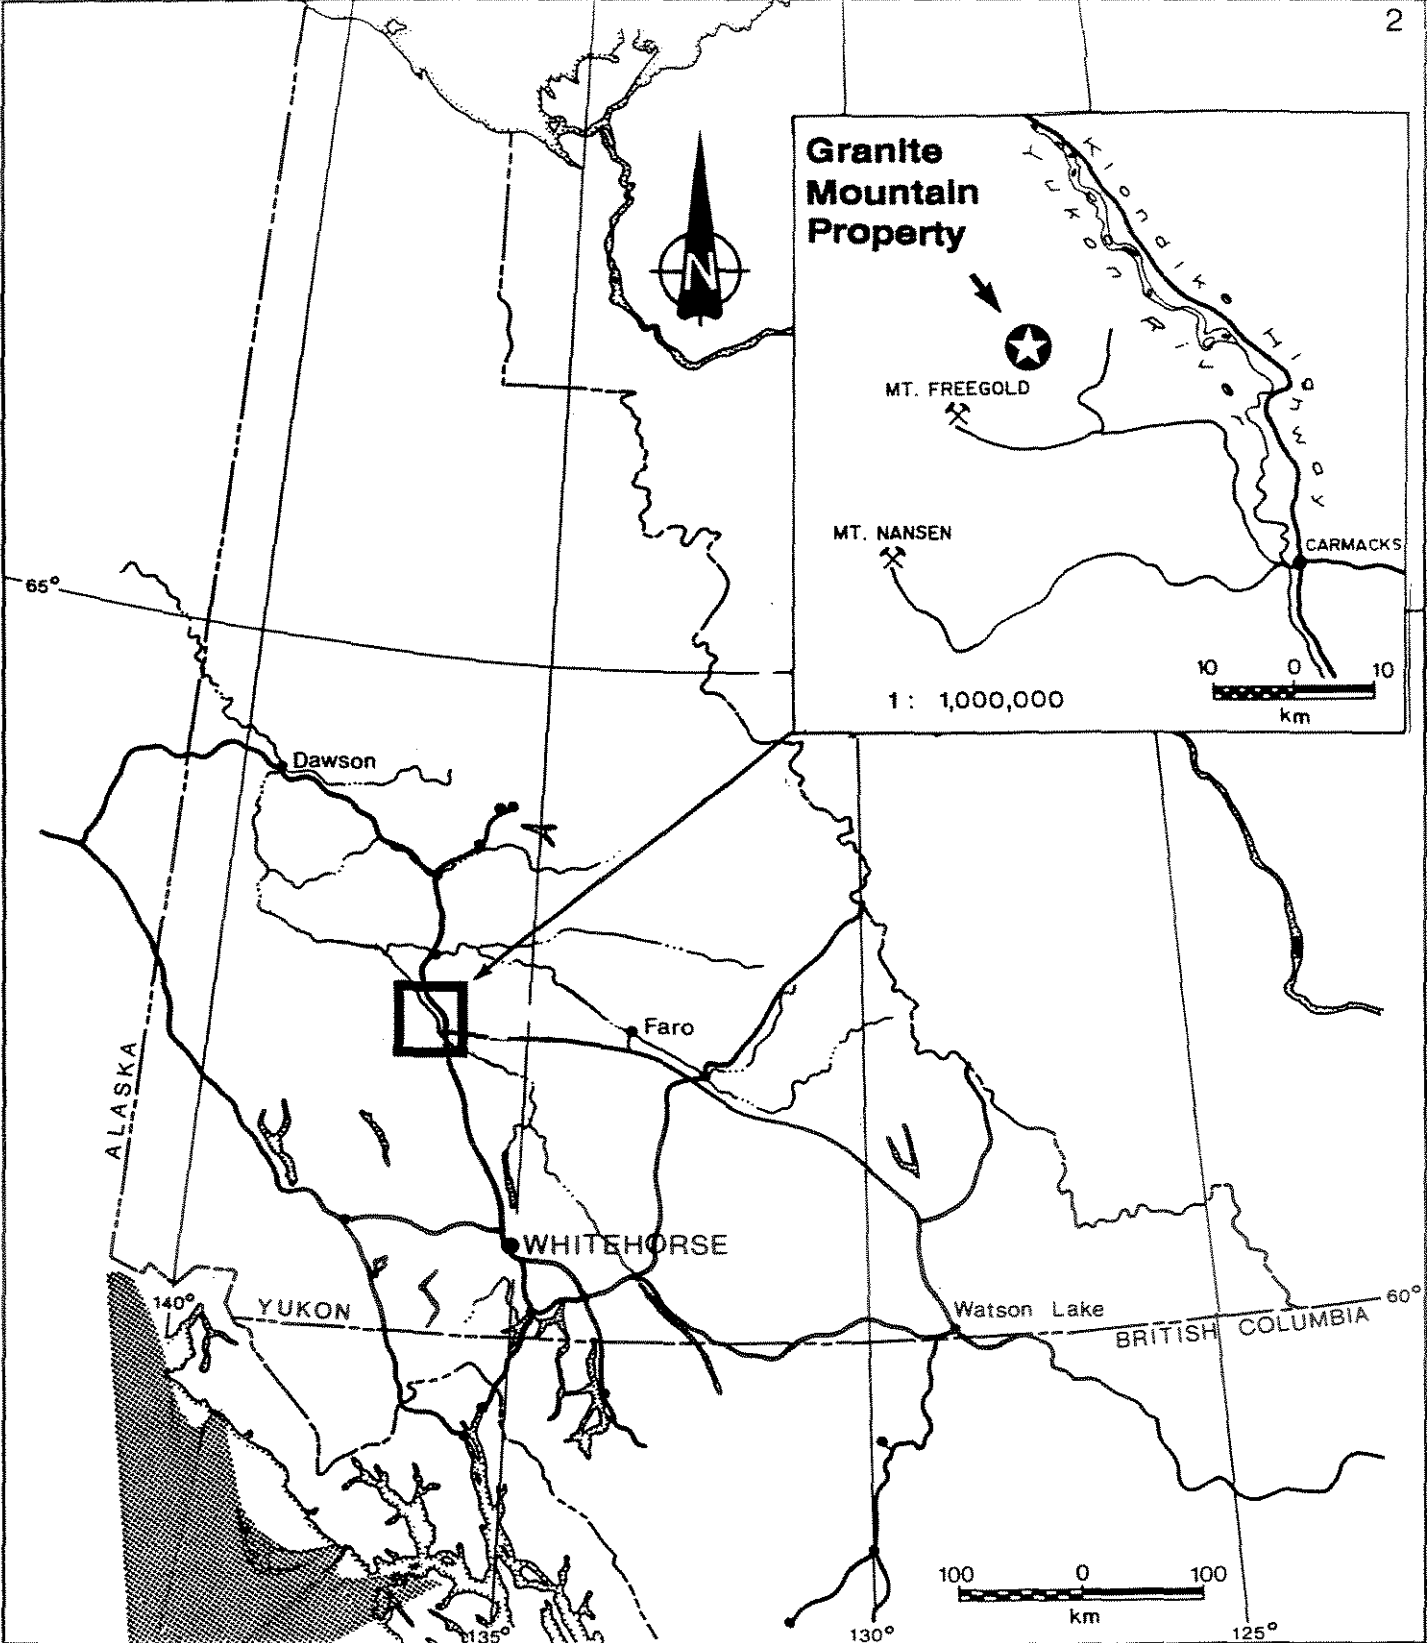 2
Granite
Mountain
Property
Klondike Highway
Yukon River
MT. FREEGOLD
MT. NANSEN
CARMACKS
10 0 10
km
1 : 1,000,000
N
65°
Dawson
Faro
ALASKA
WHITEHORSE
140°
YUKON
Watson Lake
60°
BRITISH COLUMBIA
100 0 100
km
135°
130°
125°